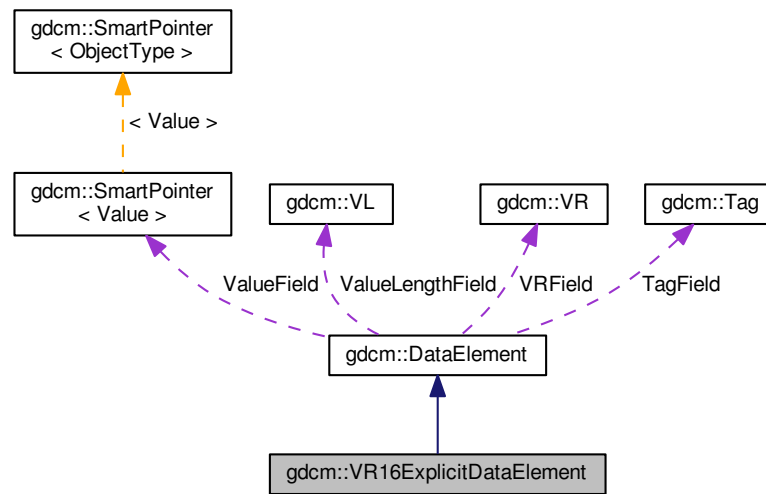 gdcm::SmartPointer
< ObjectType >
< Value >
gdcm::SmartPointer
< Value >
gdcm::VL
gdcm::VR
gdcm::Tag
ValueField
ValueLengthField
VRField
TagField
gdcm::DataElement
gdcm::VR16ExplicitDataElement